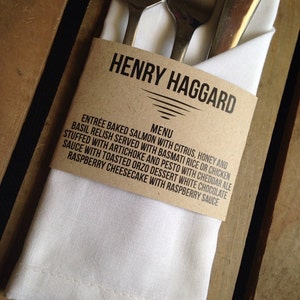 HENRY HAGGARD
MENU
ENTRÉE BAKED SALMON WITH CITRUS, HONEY AND
BASIL RELISH SERVED WITH BASMATI RICE OR CHICKEN
STUFFED WITH ARTICHOKE AND PESTO WITH CHEDDAR ALE
SAUCE WITH TOASTED ORZO DESSERT WHITE CHOCOLATE
RASPBERRY CHEESECAKE WITH RASPBERRY SAUCE